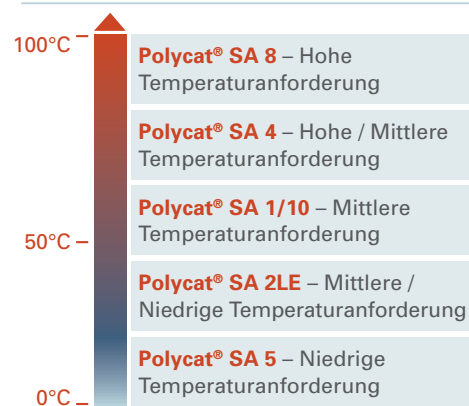 100°C
Polycat® SA 8 – Hohe
Temperaturanforderung
Polycat® SA 4 – Hohe / Mittlere
Temperaturanforderung
Polycat® SA 1/10 – Mittlere
Temperaturanforderung
50°C
Polycat® SA 2LE – Mittlere /
Niedrige Temperaturanforderung
Polycat® SA 5 – Niedrige
Temperaturanforderung
0°C